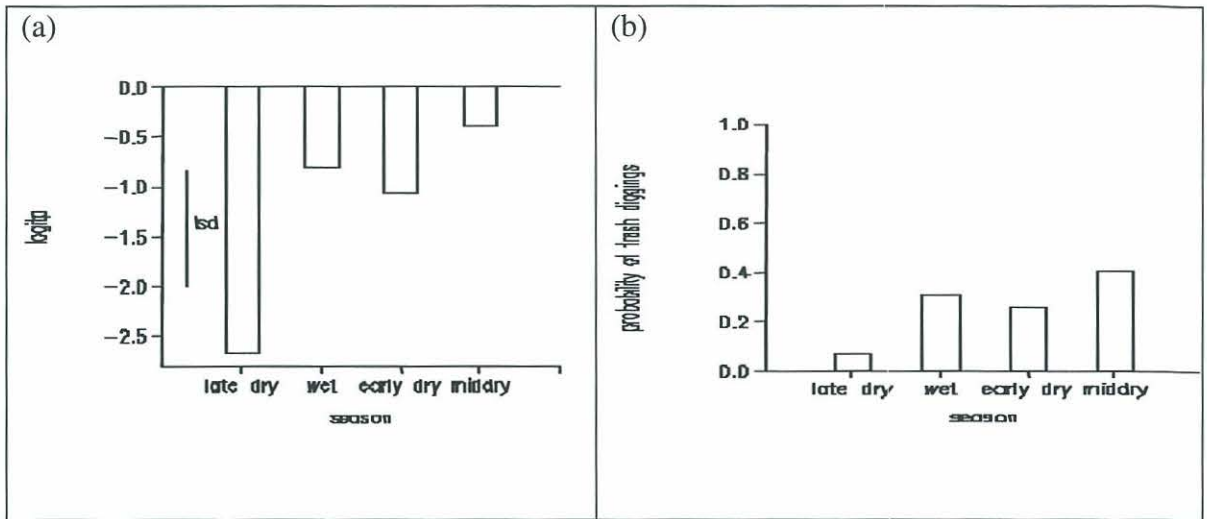 (a)
0.0
−0.5
−1.0
−1.5
−2.0
−2.5
logits
lsd
late dry wet early dry middry
season
(b)
1.0
0.8
0.6
0.4
0.2
0.0
probability of fresh diggings
late dry wet early dry middry
season